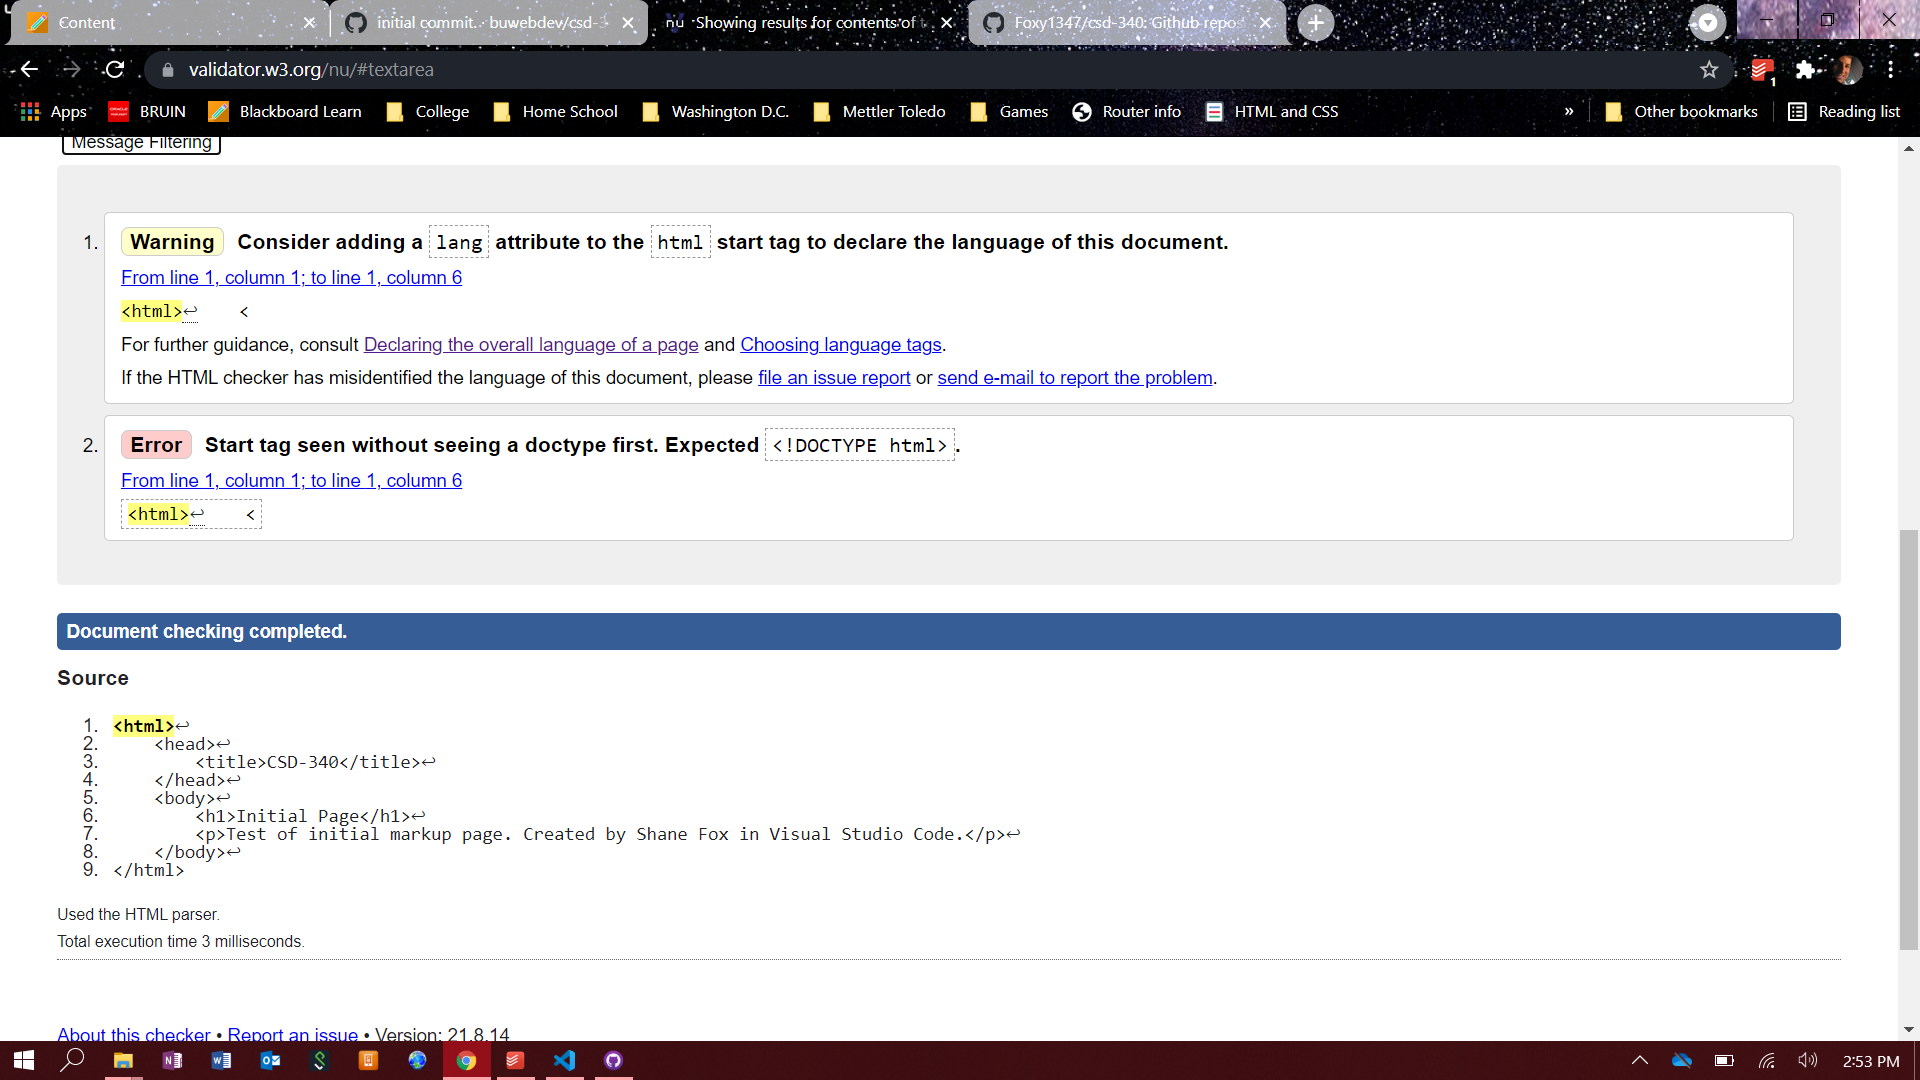 Content
initial commit. · buwebdev/csd-3
Showing results for contents of t
Foxy1347/csd-340: Github repo
validator.w3.org/nu/#textarea
1
Apps BRUIN Blackboard Learn College Home School Washington D.C. Mettler Toledo Games Router info HTML and CSS » Other bookmarks Reading list
Message Filtering
1. Warning Consider adding a lang attribute to the html start tag to declare the language of this document.
From line 1, column 1; to line 1, column 6
<html>↩    <
For further guidance, consult Declaring the overall language of a page and Choosing language tags.
If the HTML checker has misidentified the language of this document, please file an issue report or send e-mail to report the problem.
2. Error Start tag seen without seeing a doctype first. Expected <!DOCTYPE html>.
From line 1, column 1; to line 1, column 6
<html>↩    <
Document checking completed.
Source
1. <html>↩
2.     <head>↩
3.         <title>CSD-340</title>↩
4.     </head>↩
5.     <body>↩
6.         <h1>Initial Page</h1>↩
7.         <p>Test of initial markup page. Created by Shane Fox in Visual Studio Code.</p>↩
8.     </body>↩
9. </html>
Used the HTML parser.
Total execution time 3 milliseconds.
About this checker • Report an issue • Version: 21.8.14
2:53 PM